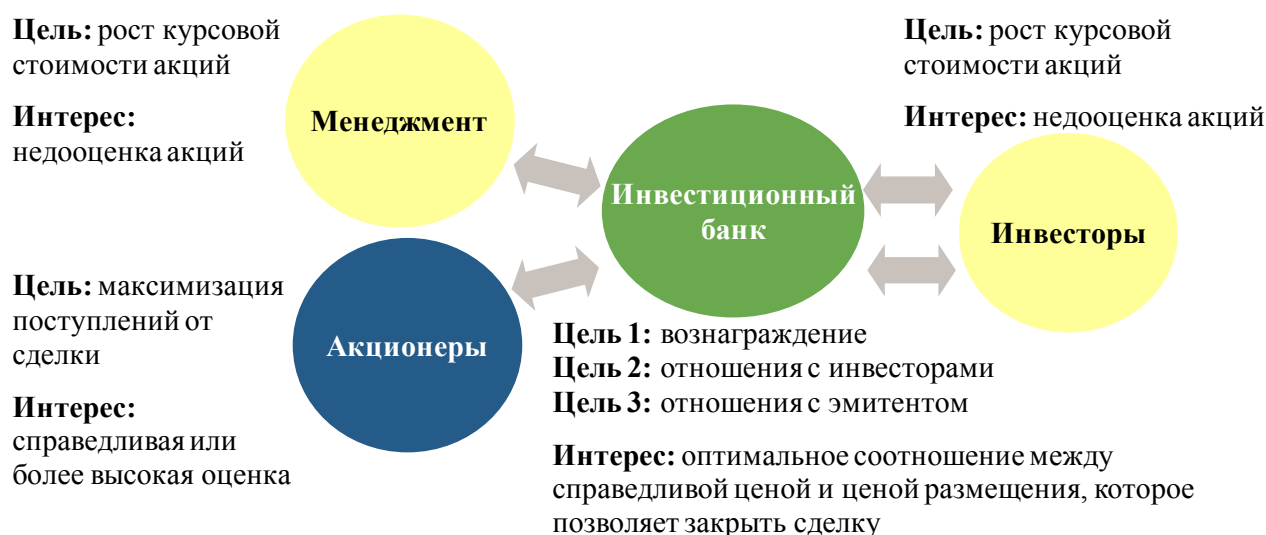 Цель: рост курсовой
стоимости акций
Интерес:
недооценка акций
Менеджмент
Цель: рост курсовой
стоимости акций
Интерес: недооценка акций
Инвестиционный
банк
Инвесторы
Цель: максимизация
поступлений от
сделки
Интерес:
справедливая или
более высокая оценка
Акционеры
Цель 1: вознаграждение
Цель 2: отношения с инвесторами
Цель 3: отношения с эмитентом
Интерес: оптимальное соотношение между
справедливой ценой и ценой размещения, которое
позволяет закрыть сделку